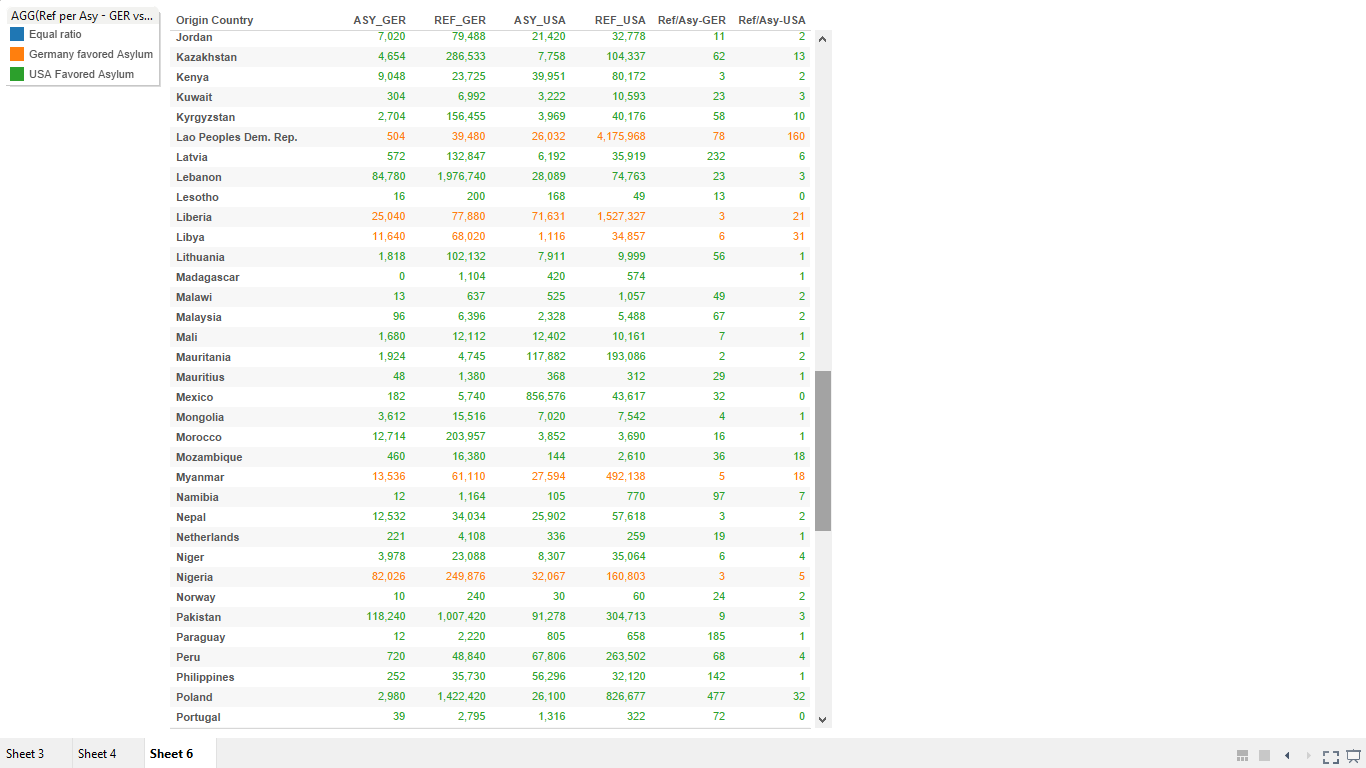 AGG(Ref per Asy - GER vs...
Equal ratio
Germany favored Asylum
USA Favored Asylum
Origin Country ASY_GER REF_GER ASY_USA REF_USA Ref/Asy-GER Ref/Asy-USA
Jordan 7,020 79,488 21,420 32,778 11 2
Kazakhstan 4,654 286,533 7,758 104,337 62 13
Kenya 9,048 23,725 39,951 80,172 3 2
Kuwait 304 6,992 3,222 10,593 23 3
Kyrgyzstan 2,704 156,455 3,969 40,176 58 10
Lao Peoples Dem. Rep. 504 39,480 26,032 4,175,968 78 160
Latvia 572 132,847 6,192 35,919 232 6
Lebanon 84,780 1,976,740 28,089 74,763 23 3
Lesotho 16 200 168 49 13 0
Liberia 25,040 77,880 71,631 1,527,327 3 21
Libya 11,640 68,020 1,116 34,857 6 31
Lithuania 1,818 102,132 7,911 9,999 56 1
Madagascar 0 1,104 420 574 1
Malawi 13 637 525 1,057 49 2
Malaysia 96 6,396 2,328 5,488 67 2
Mali 1,680 12,112 12,402 10,161 7 1
Mauritania 1,924 4,745 117,882 193,086 2 2
Mauritius 48 1,380 368 312 29 1
Mexico 182 5,740 856,576 43,617 32 0
Mongolia 3,612 15,516 7,020 7,542 4 1
Morocco 12,714 203,957 3,852 3,690 16 1
Mozambique 460 16,380 144 2,610 36 18
Myanmar 13,536 61,110 27,594 492,138 5 18
Namibia 12 1,164 105 770 97 7
Nepal 12,532 34,034 25,902 57,618 3 2
Netherlands 221 4,108 336 259 19 1
Niger 3,978 23,088 8,307 35,064 6 4
Nigeria 82,026 249,876 32,067 160,803 3 5
Norway 10 240 30 60 24 2
Pakistan 118,240 1,007,420 91,278 304,713 9 3
Paraguay 12 2,220 805 658 185 1
Peru 720 48,840 67,806 263,502 68 4
Philippines 252 35,730 56,296 32,120 142 1
Poland 2,980 1,422,420 26,100 826,677 477 32
Portugal 39 2,795 1,316 322 72 0
Sheet 3 Sheet 4 Sheet 6